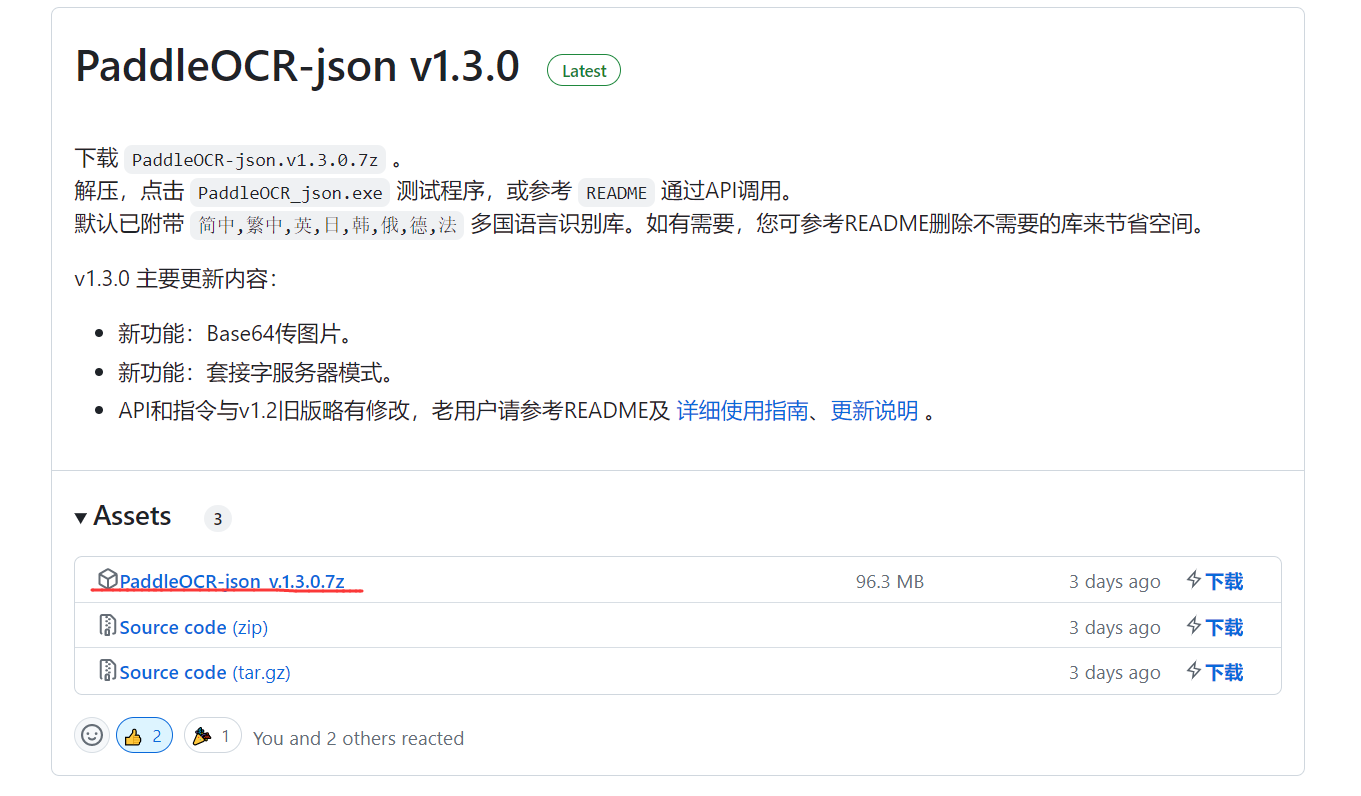 PaddleOCR-json v1.3.0 Latest
下载 PaddleOCR-json.v1.3.0.7z 。
解压，点击 PaddleOCR_json.exe 测试程序，或参考 README 通过API调用。
默认已附带 简中,繁中,英,日,韩,俄,德,法 多国语言识别库。如有需要，您可参考README删除不需要的库来节省空间。
v1.3.0 主要更新内容：
• 新功能：Base64传图片。
• 新功能：套接字服务器模式。
• API和指令与v1.2旧版略有修改，老用户请参考README及 详细使用指南、更新说明 。
Assets 3
PaddleOCR-json_v.1.3.0.7z 96.3 MB 3 days ago 下载
Source code (zip) 3 days ago 下载
Source code (tar.gz) 3 days ago 下载
2 1 You and 2 others reacted